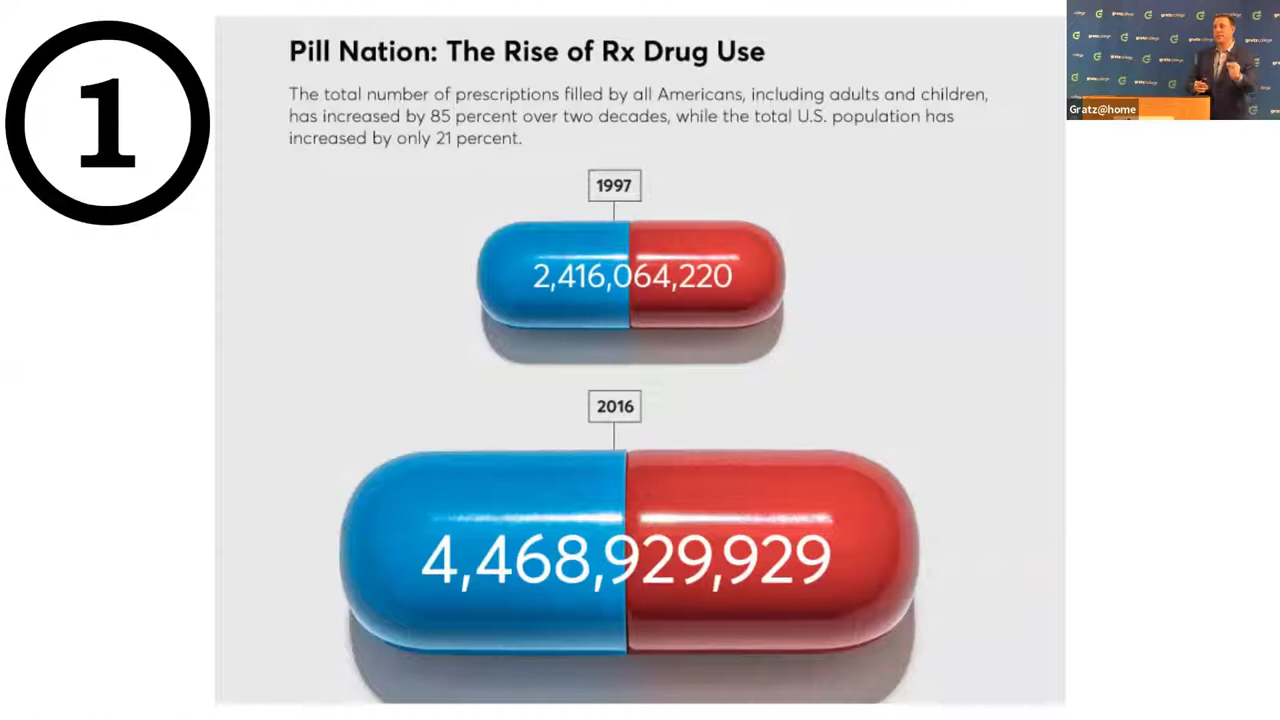 1
Pill Nation: The Rise of Rx Drug Use
The total number of prescriptions filled by all Americans, including adults and children,
has increased by 85 percent over two decades, while the total U.S. population has
increased by only 21 percent.
1997
2,416,064,220
2016
4,468,929,929
gratzcollege
Gratz@home